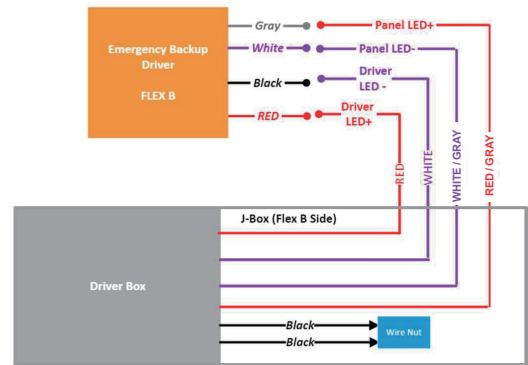 Gray
Panel LED+
Emergency Backup
Driver
FLEX B
White
Panel LED-
Black
Driver
LED -
RED
Driver
LED+
RED
WHITE
WHITE / GRAY
RED / GRAY
J-Box (Flex B Side)
Driver Box
Black
Black
Wire Nut